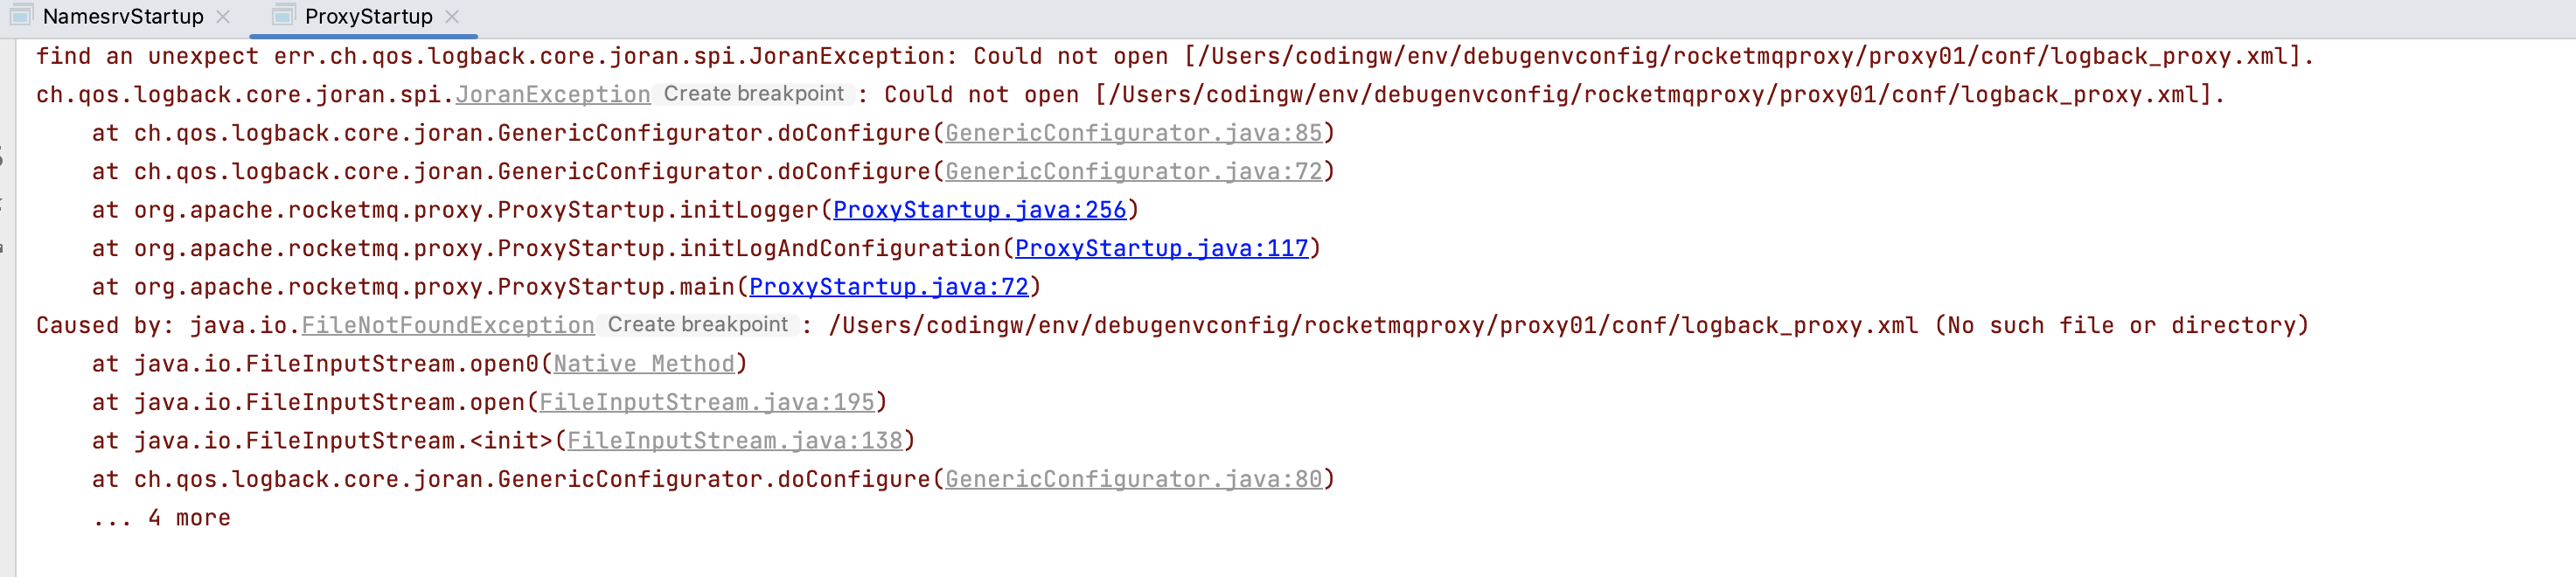 NamesrvStartup ProxyStartup
find an unexpect err.ch.qos.logback.core.joran.spi.JoranException: Could not open [/Users/codingw/env/debugenvconfig/rocketmqproxy/proxy01/conf/logback_proxy.xml].
ch.qos.logback.core.joran.spi.JoranException Create breakpoint : Could not open [/Users/codingw/env/debugenvconfig/rocketmqproxy/proxy01/conf/logback_proxy.xml].
at ch.qos.logback.core.joran.GenericConfigurator.doConfigure(GenericConfigurator.java:85)
at ch.qos.logback.core.joran.GenericConfigurator.doConfigure(GenericConfigurator.java:72)
at org.apache.rocketmq.proxy.ProxyStartup.initLogger(ProxyStartup.java:256)
at org.apache.rocketmq.proxy.ProxyStartup.initLogAndConfiguration(ProxyStartup.java:117)
at org.apache.rocketmq.proxy.ProxyStartup.main(ProxyStartup.java:72)
Caused by: java.io.FileNotFoundException Create breakpoint : /Users/codingw/env/debugenvconfig/rocketmqproxy/proxy01/conf/logback_proxy.xml (No such file or directory)
at java.io.FileInputStream.open0(Native Method)
at java.io.FileInputStream.open(FileInputStream.java:195)
at java.io.FileInputStream.<init>(FileInputStream.java:138)
at ch.qos.logback.core.joran.GenericConfigurator.doConfigure(GenericConfigurator.java:80)
... 4 more